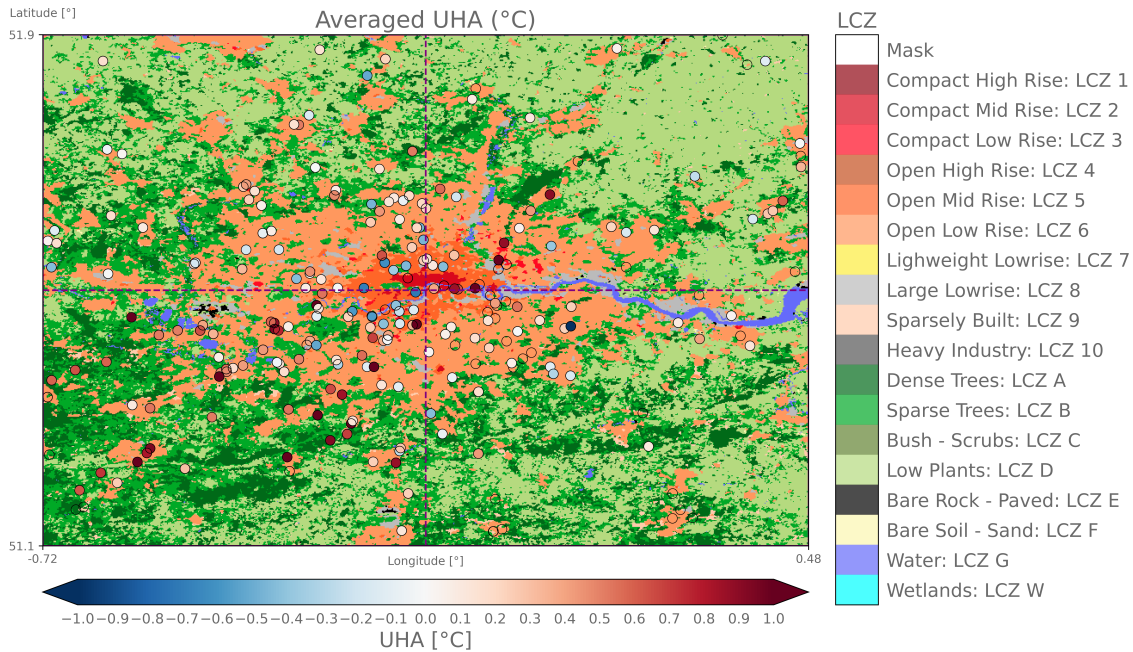 Latitude [°]
Averaged UHA (°C)
LCZ
51.9
Mask
Compact High Rise: LCZ 1
Compact Mid Rise: LCZ 2
Compact Low Rise: LCZ 3
Open High Rise: LCZ 4
Open Mid Rise: LCZ 5
Open Low Rise: LCZ 6
Lighweight Lowrise: LCZ 7
Large Lowrise: LCZ 8
Sparsely Built: LCZ 9
Heavy Industry: LCZ 10
Dense Trees: LCZ A
Sparse Trees: LCZ B
Bush - Scrubs: LCZ C
Low Plants: LCZ D
Bare Rock - Paved: LCZ E
Bare Soil - Sand: LCZ F
Water: LCZ G
Wetlands: LCZ W
51.1
-0.72
Longitude [°]
0.48
−1.0−0.9−0.8−0.7−0.6−0.5−0.4−0.3−0.2−0.1 0.0 0.1 0.2 0.3 0.4 0.5 0.6 0.7 0.8 0.9 1.0
UHA [°C]